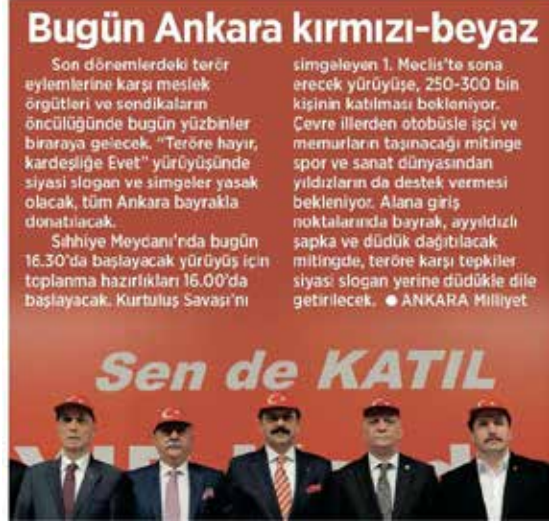 Bugün Ankara kırmızı-beyaz
Son dönemlerdeki terör
eylemlerine karşı meslek
örgütleri ve sendikaların
öncülüğünde bugün yüzbinler
biraraya gelecek. “Teröre hayır,
kardeşliğe Evet” yürüyüşünde
siyasi slogan ve simgeler yasak
olacak, tüm Ankara bayrakla
donatılacak.
Sıhhiye Meydanı’nda bugün
16.30’da başlayacak yürüyüş için
toplanma hazırlıkları 16.00’da
başlayacak. Kurtuluş Savaşı’nı
simgeleyen 1. Meclis’te sona
erecek yürüyüşe, 250-300 bin
kişinin katılması bekleniyor.
Çevre illerden otobüsle işçi ve
memurların taşınacağı mitinge
spor ve sanat dünyasından
yıldızların da destek vermesi
bekleniyor. Alana giriş
noktalarında bayrak, ayyıldızlı
şapka ve düdük dağıtılacak
mitingde, teröre karşı tepkiler
siyasi slogan yerine düdükle dile
getirilecek. ● ANKARA Milliyet
Sen de KATIL